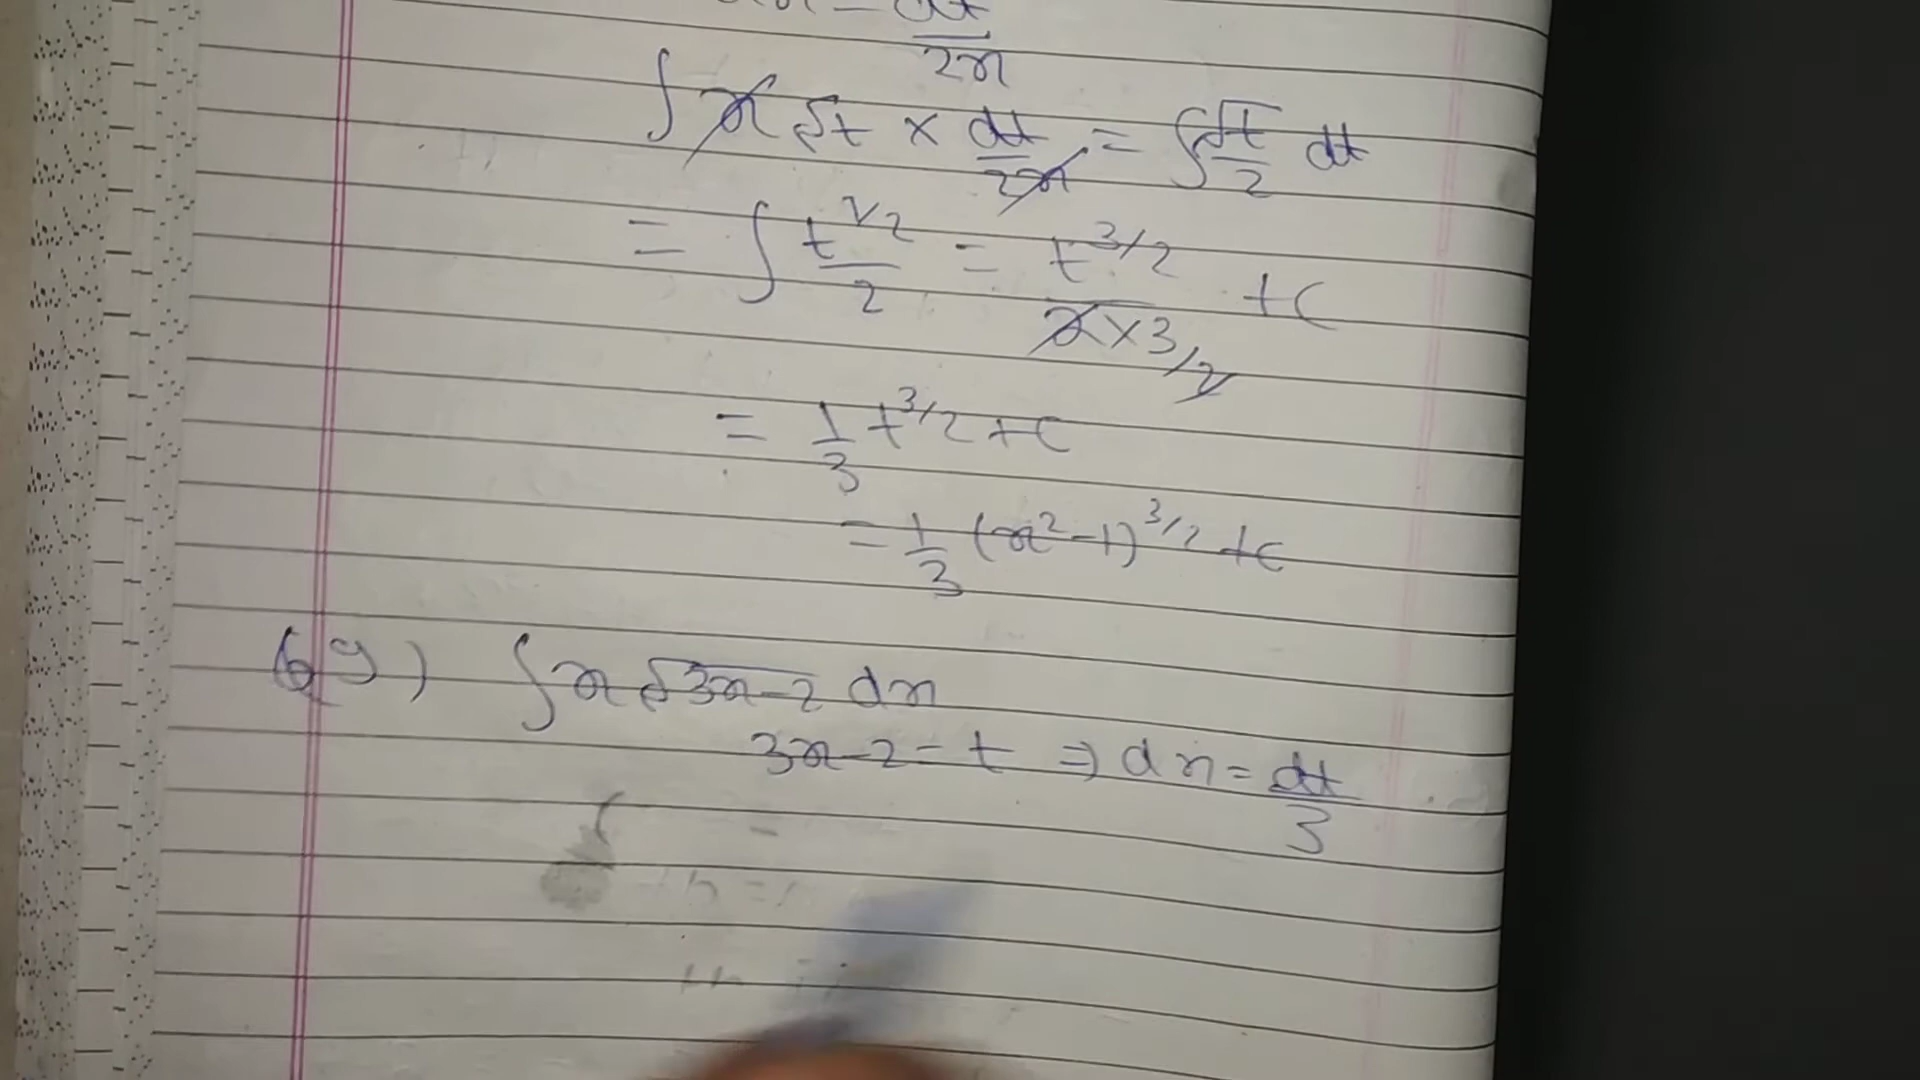 2x
∫ x √t × dt/2x = ∫ √t/2 dt
= ∫ t^1/2 / 2 = t^3/2 / 2×3/2 + C
= 1/3 t^3/2 + C
= 1/3 (x² - 1)^3/2 + C
69) ∫ x √3x-2 dx
3x-2 = t ⇒ dx = dt/3
∫